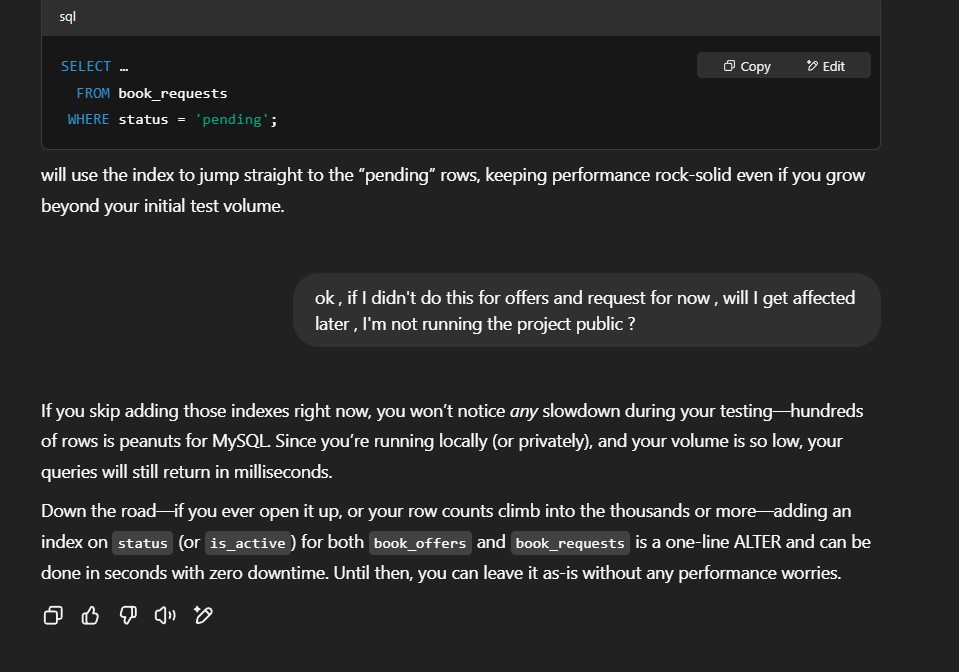 sql
Copy
Edit
SELECT …
FROM book_requests
WHERE status = 'pending';
will use the index to jump straight to the “pending” rows, keeping performance rock-solid even if you grow
beyond your initial test volume.
ok , if I didn't do this for offers and request for now , will I get affected
later , I'm not running the project public ?
If you skip adding those indexes right now, you won’t notice any slowdown during your testing—hundreds
of rows is peanuts for MySQL. Since you’re running locally (or privately), and your volume is so low, your
queries will still return in milliseconds.
Down the road—if you ever open it up, or your row counts climb into the thousands or more—adding an
index on status (or is_active) for both book_offers and book_requests is a one-line ALTER and can be
done in seconds with zero downtime. Until then, you can leave it as-is without any performance worries.